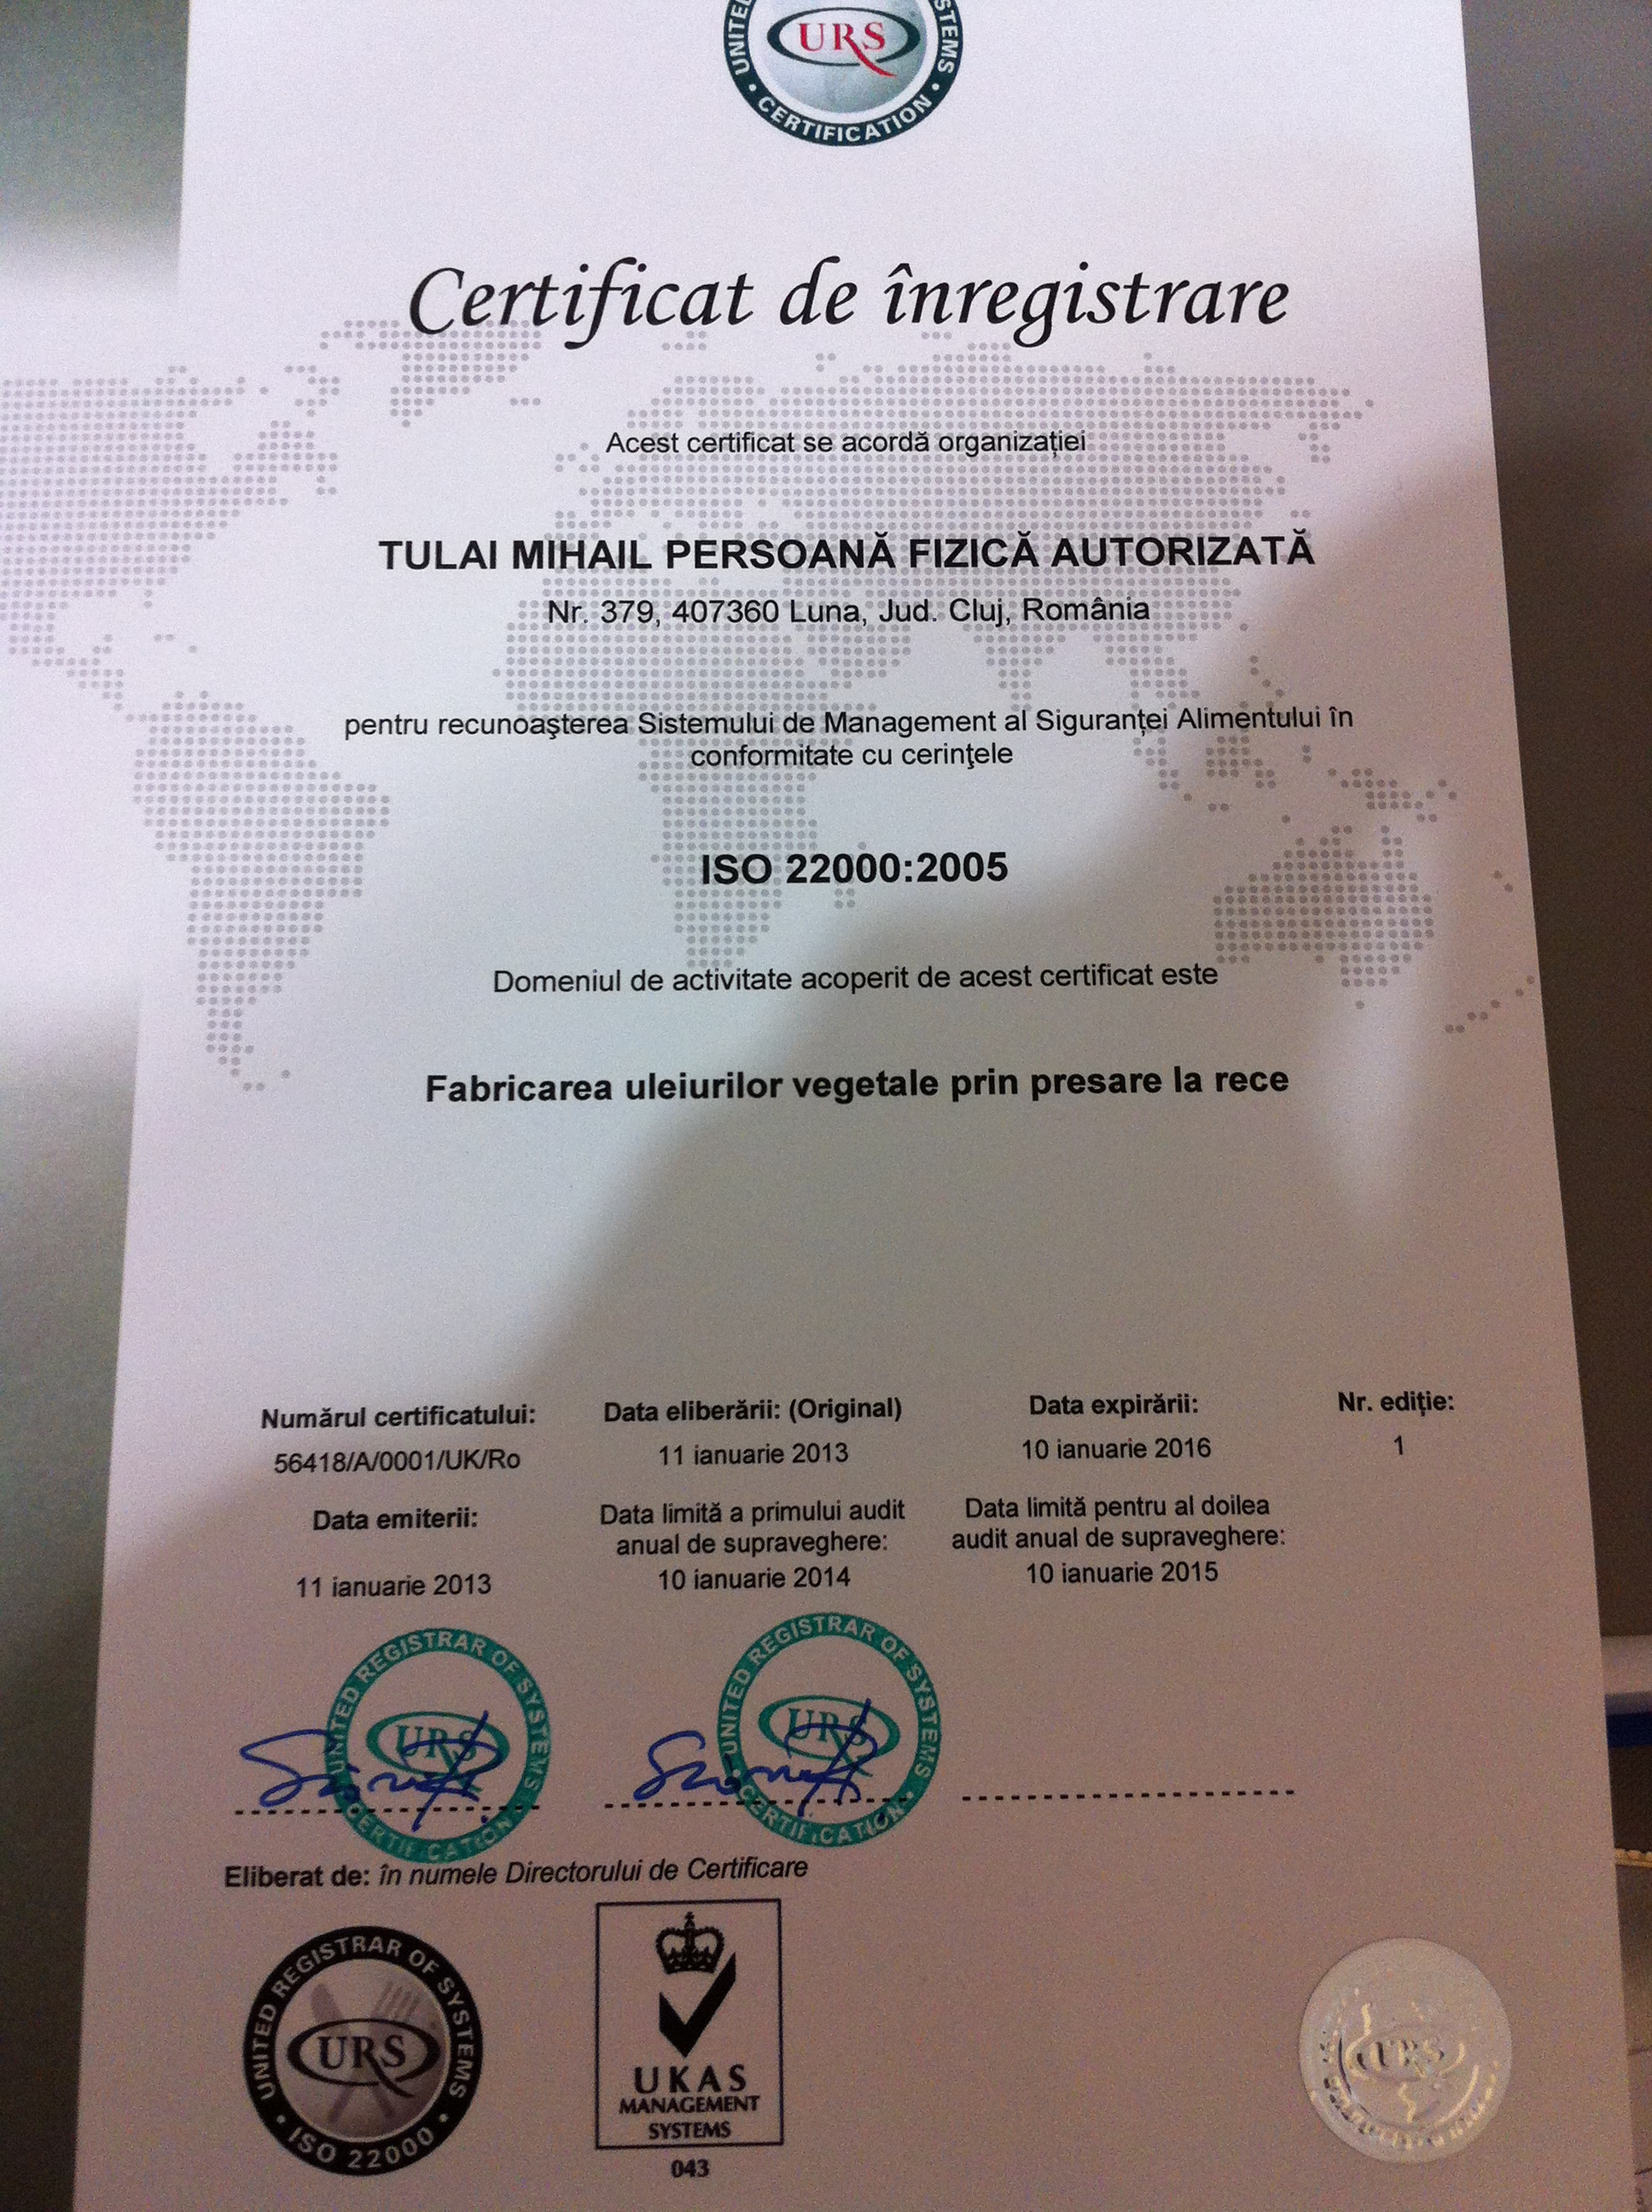 UNITED
STEMS
URS
• CERTIFICATION •
Certificat de înregistrare
Acest certificat se acordă organizației
TULAI MIHAIL PERSOANĂ FIZICĂ AUTORIZATĂ
Nr. 379, 407360 Luna, Jud. Cluj, România
pentru recunoaşterea Sistemului de Management al Siguranței Alimentului în
conformitate cu cerinţele
ISO 22000:2005
Domeniul de activitate acoperit de acest certificat este
Fabricarea uleiurilor vegetale prin presare la rece
Numărul certificatului: Data eliberării: (Original) Data expirării: Nr. ediție:
56418/A/0001/UK/Ro 11 ianuarie 2013 10 ianuarie 2016 1
Data emiterii: Data limită a primului audit Data limită pentru al doilea
anual de supraveghere: audit anual de supraveghere:
11 ianuarie 2013 10 ianuarie 2014 10 ianuarie 2015
UNITED REGISTRAR OF SYSTEMS
URS
CERTIFICATION
UNITED REGISTRAR OF SYSTEMS
URS
CERTIFICATION
Eliberat de: în numele Directorului de Certificare
UNITED REGISTRAR OF SYSTEMS
URS
• ISO 22000 •
UKAS
MANAGEMENT
SYSTEMS
043
URS